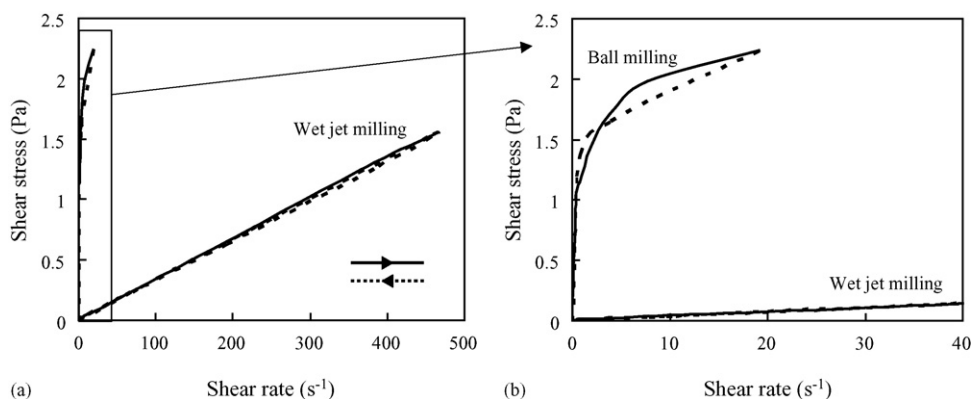 2.5
2
1.5
1
0.5
0
Shear stress (Pa)
Wet jet milling
0 100 200 300 400 500
(a) Shear rate (s⁻¹)
2.5
2
1.5
1
0.5
0
Shear stress (Pa)
Ball milling
Wet jet milling
0 10 20 30 40
(b) Shear rate (s⁻¹)